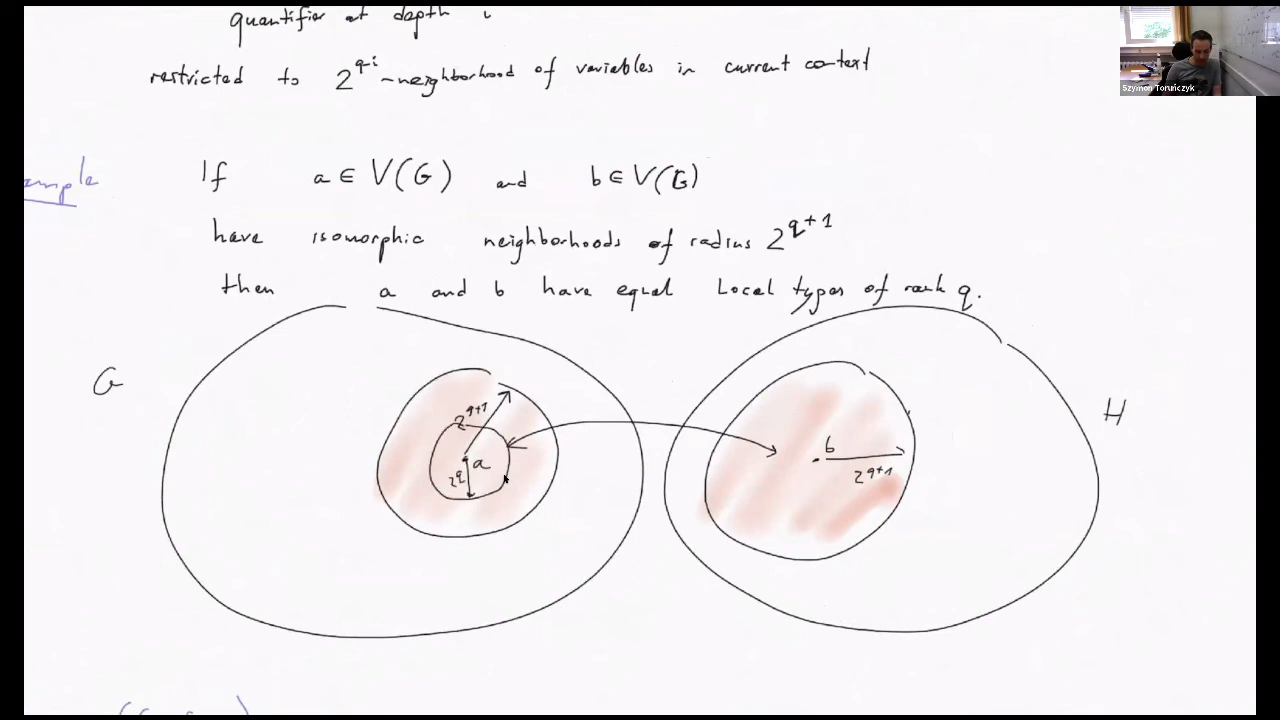 quantifier at depth i
restricted to 2^{q-i}-neighborhood of variables in current context
ample
If a ∈ V(G) and b ∈ V(G)
have isomorphic neighborhoods of radius 2^{q+1}
then a and b have equal local types of rank q.
G
H
2^{q+1}
a
2^q
b
2^{q+1}
Szymon Toruńczyk